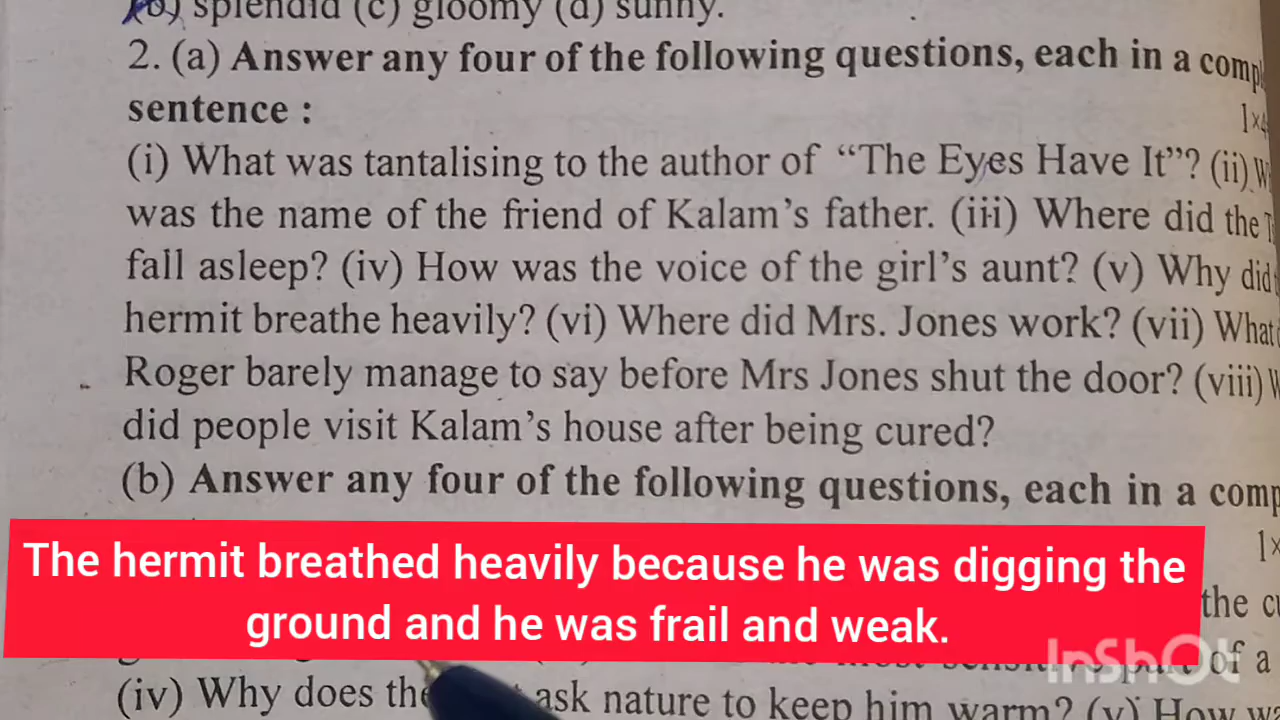 splendid (c) gloomy (d) sunny.
2. (a) Answer any four of the following questions, each in a
sentence :
(i) What was tantalising to the author of “The Eyes Have It”? (ii)
was the name of the friend of Kalam’s father. (iii) Where did the
fall asleep? (iv) How was the voice of the girl’s aunt? (v) Why did
hermit breathe heavily? (vi) Where did Mrs. Jones work? (vii) What
Roger barely manage to say before Mrs Jones shut the door? (viii)
did people visit Kalam’s house after being cured?
(b) Answer any four of the following questions, each in a
The hermit breathed heavily because he was digging the
ground and he was frail and weak.
the
of a
InShOt
(iv) Why does ask nature to keep him warm? (v) How